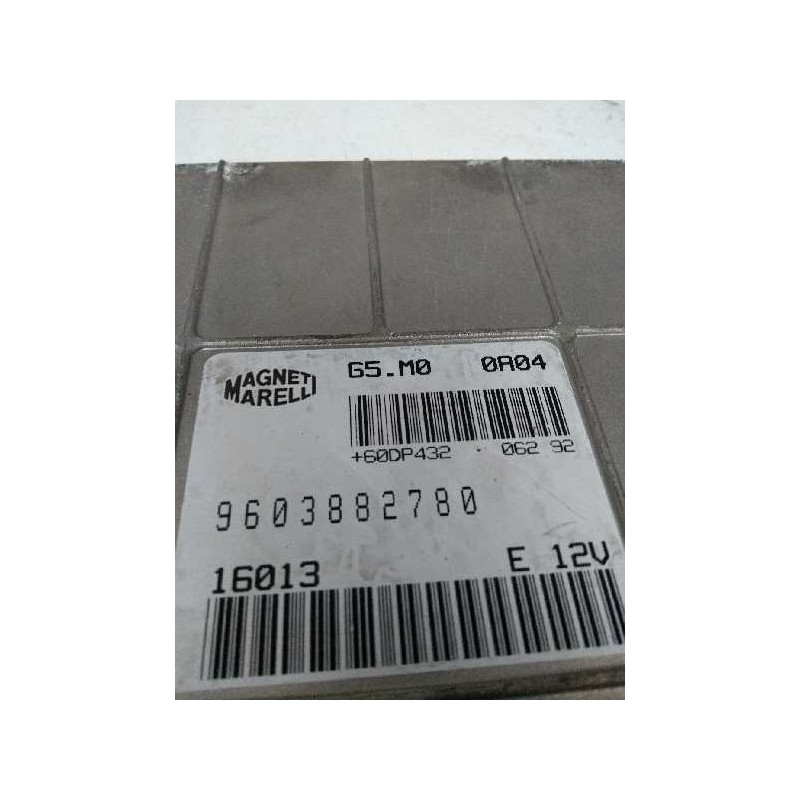 MAGNETI
MARELLI
G5.M0 0A04
+60DP432 · 062 92
9603882780
16013 E 12V